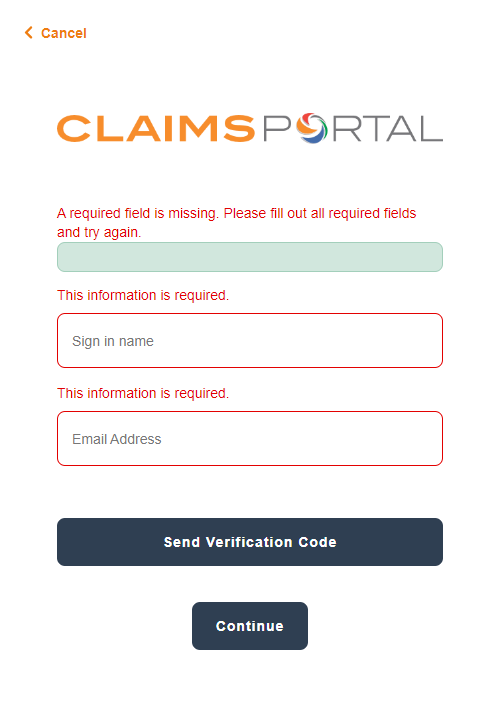 Cancel
CLAIMSPORTAL
A required field is missing. Please fill out all required fields
and try again.
This information is required.
Sign in name
This information is required.
Email Address
Send Verification Code
Continue